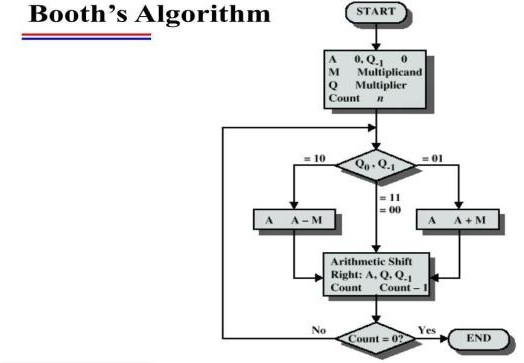 Booth's Algorithm
START
A 0, Q-1 0
M Multiplicand
Q Multiplier
Count n
= 10
Q0, Q-1
= 01
= 11
= 00
A A – M
A A + M
Arithmetic Shift
Right: A, Q, Q-1
Count Count – 1
No
Count = 0?
Yes
END